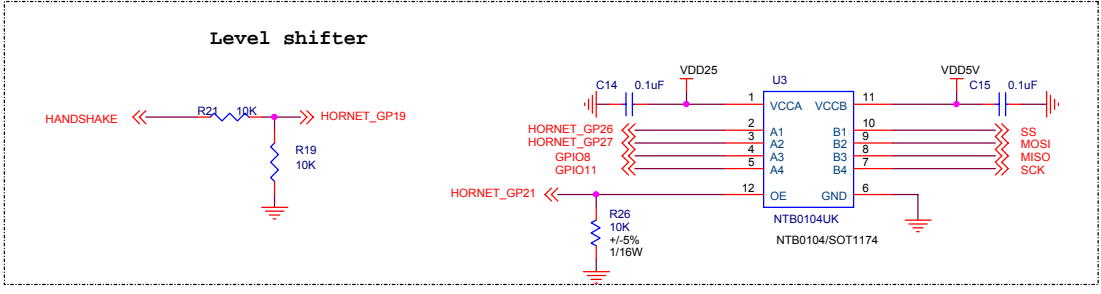 Level shifter
HANDSHAKE
R21
10K
HORNET_GP19
R19
10K
C14
0.1uF
VDD25
U3
VDD5V
C15
0.1uF
1
VCCA
VCCB
11
HORNET_GP26
2
A1
B1
10
SS
HORNET_GP27
3
A2
B2
9
MOSI
GPIO8
4
A3
B3
8
MISO
GPIO11
5
A4
B4
7
SCK
HORNET_GP21
12
OE
GND
6
R26
10K
+/-5%
1/16W
NTB0104UK
NTB0104/SOT1174